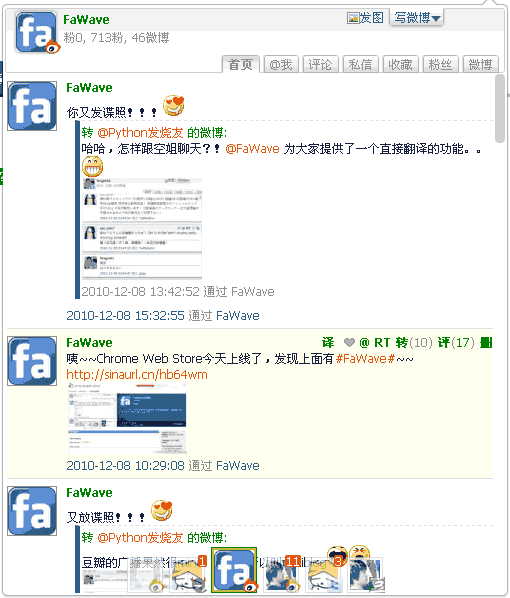 FaWave
粉0, 713粉, 46微博
发图 写微博
首页 @我 评论 私信 收藏 粉丝 微博
FaWave
你又发谍照！！！
转 @Python发烧友 的微博:
哈哈，怎样跟空姐聊天？！@FaWave 为大家提供了一个直接翻译的功能。。
2010-12-08 13:42:52 通过 FaWave
2010-12-08 15:32:55 通过 FaWave
FaWave 译 @ RT 转(10) 评(17) 删
咦~~Chrome Web Store今天上线了，发现上面有#FaWave#~~
http://sinaurl.cn/hb64wm
2010-12-08 10:29:08 通过 FaWave
FaWave
又放谍照！！！
转 @Python发烧友 的微博:
豆瓣的广播果然很
1 11 3